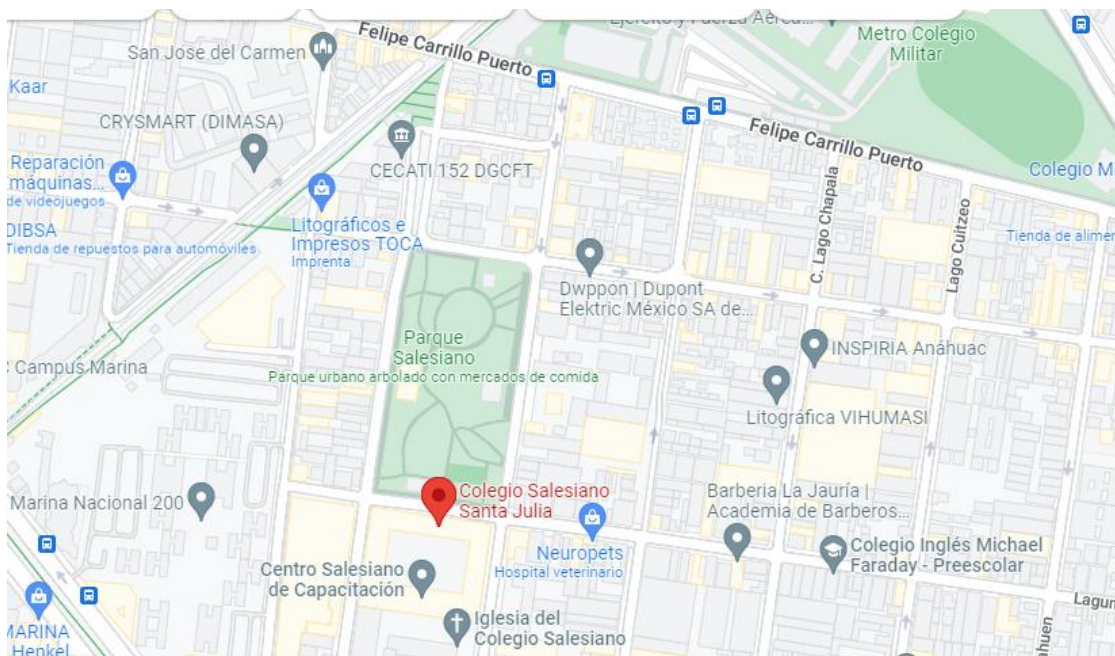 Felipe Carrillo Puerto
Metro Colegio
Militar
San Jose del Carmen
Kaar
CRYSMART (DIMASA)
Felipe Carrillo Puerto
Reparación
máquinas...
de videojuegos
CECATI 152 DGCFT
Colegio M
C. Lago Chapala
Lago Cuitzeo
Litográficos e
Impresos TOCA
Imprenta
DIBSA
Tienda de repuestos para automóviles
Tienda de alimen
Dwppon | Dupont
Elektric México SA de...
Parque
Salesiano
Parque urbano arbolado con mercados de comida
INSPIRIA Anáhuac
Campus Marina
Litográfica VIHUMASI
Colegio Salesiano
Santa Julia
Marina Nacional 200
Barberia La Jauría |
Academia de Barberos...
Neuropets
Hospital veterinario
Colegio Inglés Michael
Faraday - Preescolar
Centro Salesiano
de Capacitación
Lagun
Iglesia del
Colegio Salesiano
MARINA
Henkel
huen